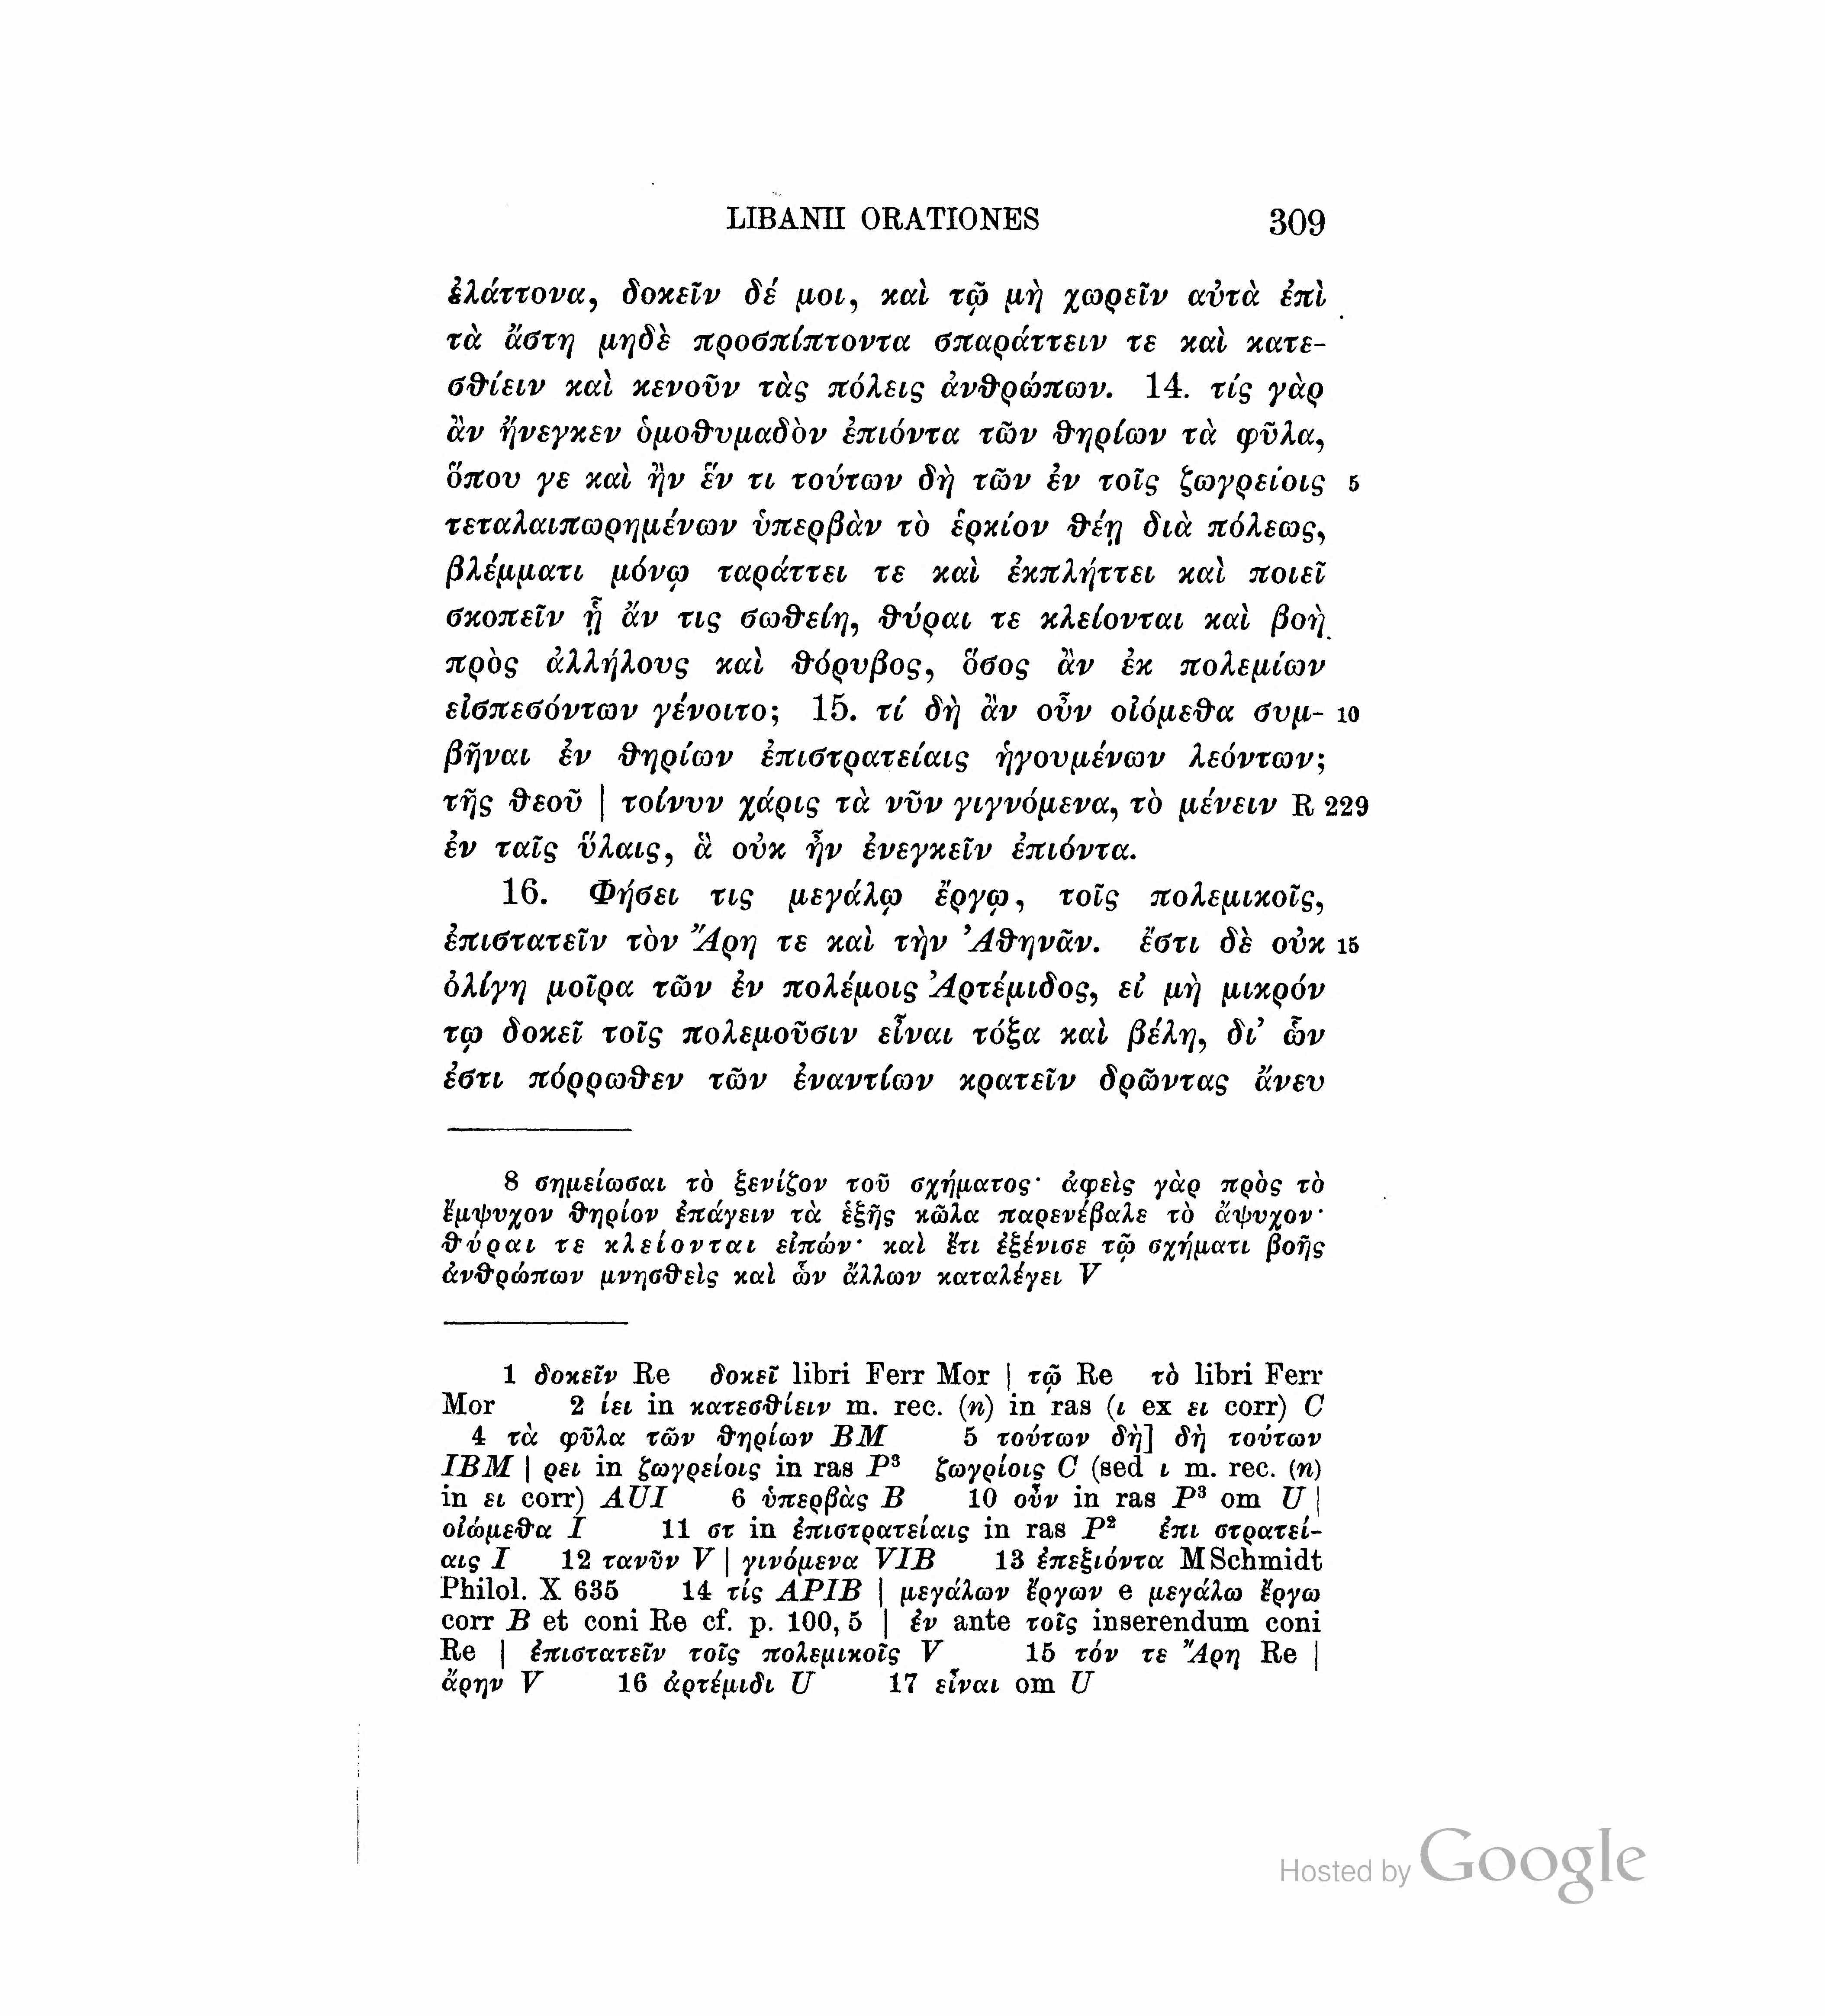 LIBANII ORATIONES 309
ἐλάττονα, δοκεῖν δέ μοι, καὶ τῷ μὴ χωρεῖν αὐτὰ ἐπὶ
τὰ ἄστη μηδὲ προσπίπτοντα σπαράττειν τε καὶ κατε-
σθίειν καὶ κενοῦν τὰς πόλεις ἀνθρώπων. 14. τίς γὰρ
ἂν ἤνεγκεν ὁμοθυμαδὸν ἐπιόντα τῶν θηρίων τὰ φῦλα,
ὅπου γε καὶ ἢν ἕν τι τούτων δὴ τῶν ἐν τοῖς ζωγρείοις 5
τεταλαιπωρημένων ὑπερβὰν τὸ ἑρκίον θέῃ διὰ πόλεως,
βλέμματι μόνῳ ταράττει τε καὶ ἐκπλήττει καὶ ποιεῖ
σκοπεῖν ᾗ ἄν τις σωθείη, θύραι τε κλείονται καὶ βοὴ
πρὸς ἀλλήλους καὶ θόρυβος, ὅσος ἂν ἐκ πολεμίων
εἰσπεσόντων γένοιτο; 15. τί δὴ ἂν οὖν οἰόμεθα συμ- 10
βῆναι ἐν θηρίων ἐπιστρατείαις ἡγουμένων λεόντων;
τῆς θεοῦ | τοίνυν χάρις τὰ νῦν γιγνόμενα, τὸ μένειν R 229
ἐν ταῖς ὕλαις, ἃ οὐκ ἦν ἐνεγκεῖν ἐπιόντα.
16. Φήσει τις μεγάλῳ ἔργῳ, τοῖς πολεμικοῖς,
ἐπιστατεῖν τὸν Ἄρη τε καὶ τὴν Ἀθηνᾶν. ἔστι δὲ οὐκ 15
ὀλίγη μοῖρα τῶν ἐν πολέμοις Ἀρτέμιδος, εἰ μὴ μικρόν
τῳ δοκεῖ τοῖς πολεμοῦσιν εἶναι τόξα καὶ βέλη, δι’ ὧν
ἐστι πόρρωθεν τῶν ἐναντίων κρατεῖν δρῶντας ἄνευ
8 σημείωσαι τὸ ξενίζον τοῦ σχήματος· ἀφεὶς γὰρ πρὸς τὸ
ἔμψυχον θηρίον ἐπάγειν τὰ ἑξῆς κῶλα παρενέβαλε τὸ ἄψυχον·
θύραι τε κλείονται εἰπών· καὶ ἔτι ἐξένισε τῷ σχήματι βοῆς
ἀνθρώπων μνησθεὶς καὶ ὧν ἄλλων καταλέγει V
1 δοκεῖν Re δοκεῖ libri Ferr Mor | τῷ Re τὸ libri Ferr
Mor 2 ίει in κατεσθίειν m. rec. (n) in ras (ι ex ει corr) C
4 τὰ φῦλα τῶν θηρίων BM 5 τούτων δὴ] δὴ τούτων
IBM | ρει in ζωγρείοις in ras P³ ζωγρίοις C (sed ι m. rec. (n)
in ει corr) AUI 6 ὑπερβὰς B 10 οὖν in ras P³ om U |
οἰώμεθα I 11 στ in ἐπιστρατείαις in ras P² ἐπι στρατεί-
αις I 12 τανῦν V | γινόμενα VIB 13 ἐπεξιόντα MSchmidt
Philol. X 635 14 τίς APIB | μεγάλων ἔργων e μεγάλω ἔργω
corr B et coni Re cf. p. 100, 5 | ἐν ante τοῖς inserendum coni
Re | ἐπιστατεῖν τοῖς πολεμικοῖς V 15 τόν τε Ἄρη Re |
ἄρην V 16 ἀρτέμιδι U 17 εἶναι om U
Hosted by Google